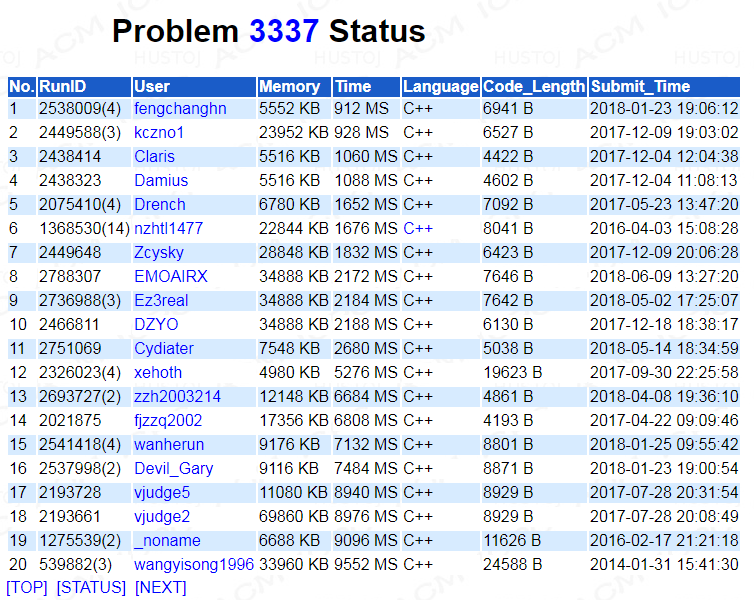 Problem 3337 Status
No. RunID User Memory Time Language Code_Length Submit_Time
1 2538009(4) fengchanghn 5552 KB 912 MS C++ 6941 B 2018-01-23 19:06:12
2 2449588(3) kczno1 23952 KB 928 MS C++ 6527 B 2017-12-09 19:03:02
3 2438414 Claris 5516 KB 1060 MS C++ 4422 B 2017-12-04 12:04:38
4 2438323 Damius 5516 KB 1088 MS C++ 4602 B 2017-12-04 11:08:13
5 2075410(4) Drench 6780 KB 1652 MS C++ 7092 B 2017-05-23 13:47:20
6 1368530(14) nzhtl1477 22844 KB 1676 MS C++ 8041 B 2016-04-03 15:08:28
7 2449648 Zcysky 28848 KB 1832 MS C++ 6423 B 2017-12-09 20:06:28
8 2788307 EMOAIRX 34888 KB 2172 MS C++ 7646 B 2018-06-09 13:27:20
9 2736988(3) Ez3real 34888 KB 2184 MS C++ 7642 B 2018-05-02 17:25:07
10 2466811 DZYO 34888 KB 2188 MS C++ 6130 B 2017-12-18 18:38:17
11 2751069 Cydiater 7548 KB 2680 MS C++ 5038 B 2018-05-14 18:34:59
12 2326023(4) xehoth 4980 KB 5276 MS C++ 19623 B 2017-09-30 22:25:58
13 2693727(2) zzh2003214 12148 KB 6684 MS C++ 4861 B 2018-04-08 19:36:10
14 2021875 fjzzq2002 17356 KB 6808 MS C++ 4193 B 2017-04-22 09:09:46
15 2541418(4) wanherun 9176 KB 7132 MS C++ 8801 B 2018-01-25 09:55:42
16 2537998(2) Devil_Gary 9116 KB 7484 MS C++ 8871 B 2018-01-23 19:00:54
17 2193728 vjudge5 11080 KB 8940 MS C++ 8929 B 2017-07-28 20:31:54
18 2193661 vjudge2 69860 KB 8976 MS C++ 8929 B 2017-07-28 20:08:49
19 1275539(2) _noname 6688 KB 9096 MS C++ 11626 B 2016-02-17 21:21:18
20 539882(3) wangyisong1996 33960 KB 9552 MS C++ 24588 B 2014-01-31 15:41:30
[TOP] [STATUS] [NEXT]